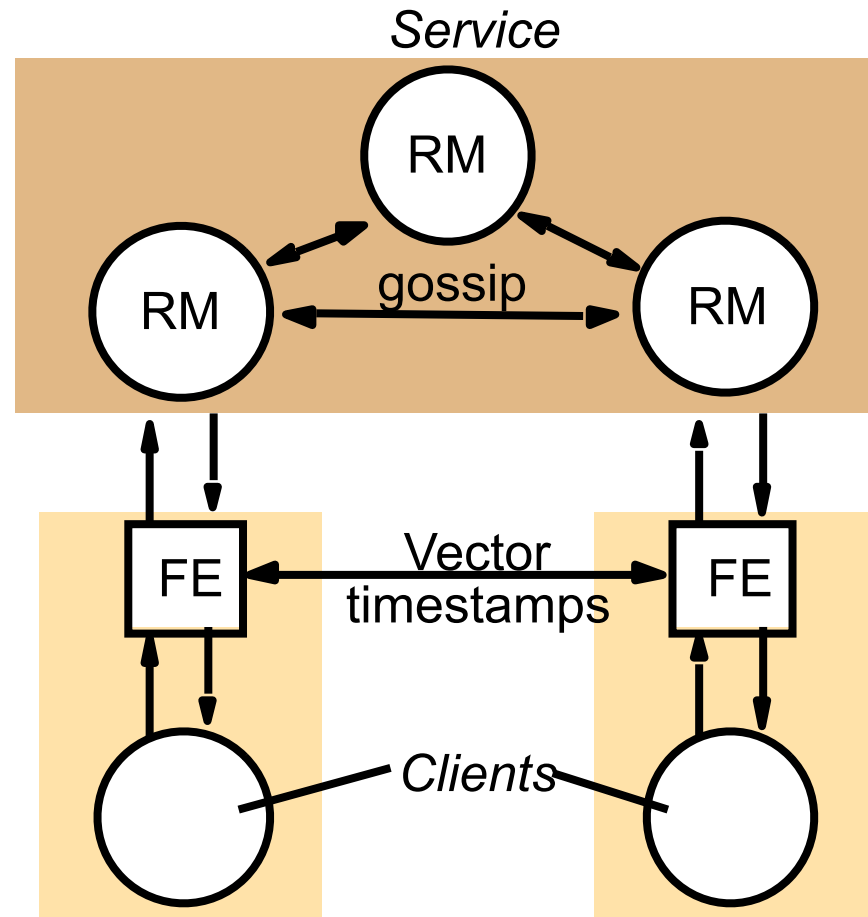 Service
RM
RM
gossip
RM
FE
Vector
timestamps
FE
Clients